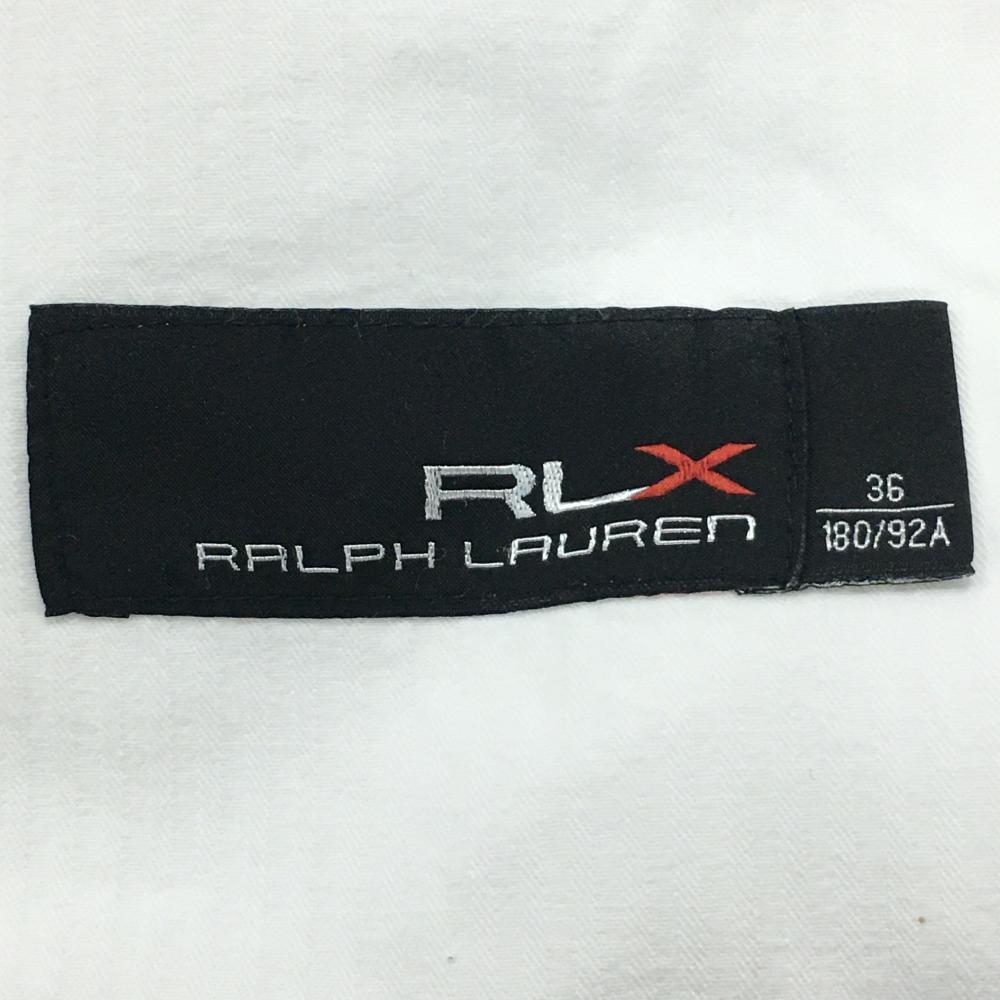 RLX
RALPH LAUREN
36
180/92A